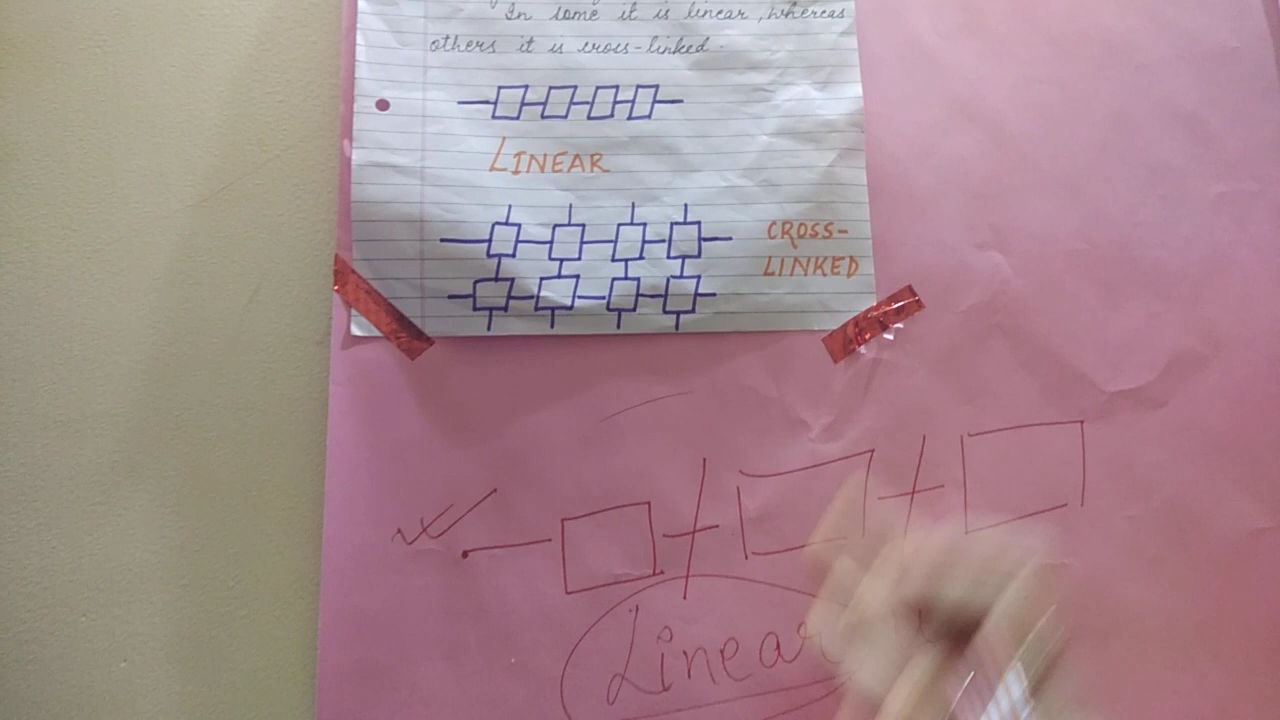 In some it is linear, whereas
others it is cross-linked.
LINEAR
CROSS-
LINKED
Linear